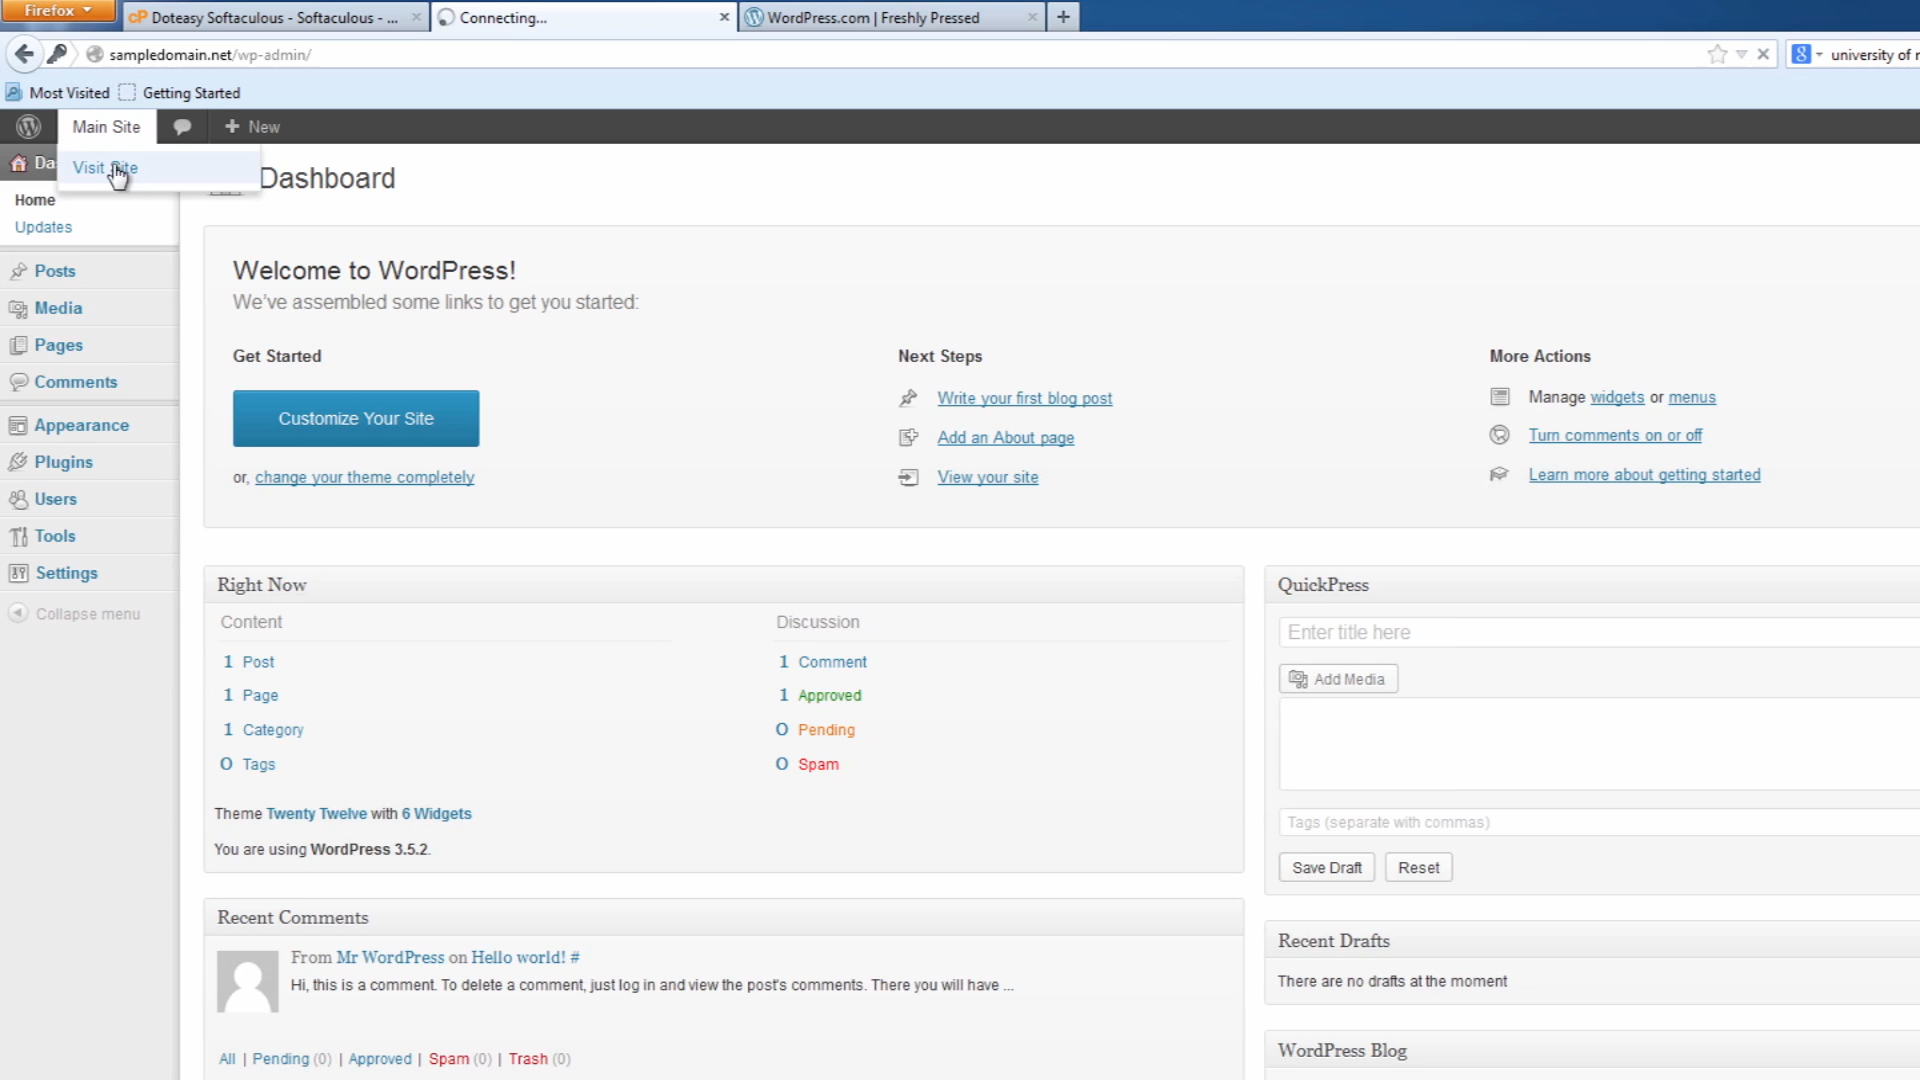 Firefox
Doteasy Softaculous - Softaculous - ...
Connecting...
WordPress.com | Freshly Pressed
sampledomain.net/wp-admin/
university of
Most Visited
Getting Started
Main Site
+ New
Visit Site
Dashboard
Home
Updates
Posts
Media
Pages
Comments
Appearance
Plugins
Users
Tools
Settings
Collapse menu
Welcome to WordPress!
We've assembled some links to get you started:
Get Started
Customize Your Site
or, change your theme completely
Next Steps
Write your first blog post
Add an About page
View your site
More Actions
Manage widgets or menus
Turn comments on or off
Learn more about getting started
Right Now
Content
1 Post
1 Page
1 Category
0 Tags
Discussion
1 Comment
1 Approved
0 Pending
0 Spam
Theme Twenty Twelve with 6 Widgets
You are using WordPress 3.5.2.
Recent Comments
From Mr WordPress on Hello world! #
Hi, this is a comment. To delete a comment, just log in and view the post's comments. There you will have ...
All | Pending (0) | Approved | Spam (0) | Trash (0)
QuickPress
Enter title here
Add Media
Tags (separate with commas)
Save Draft
Reset
Recent Drafts
There are no drafts at the moment
WordPress Blog